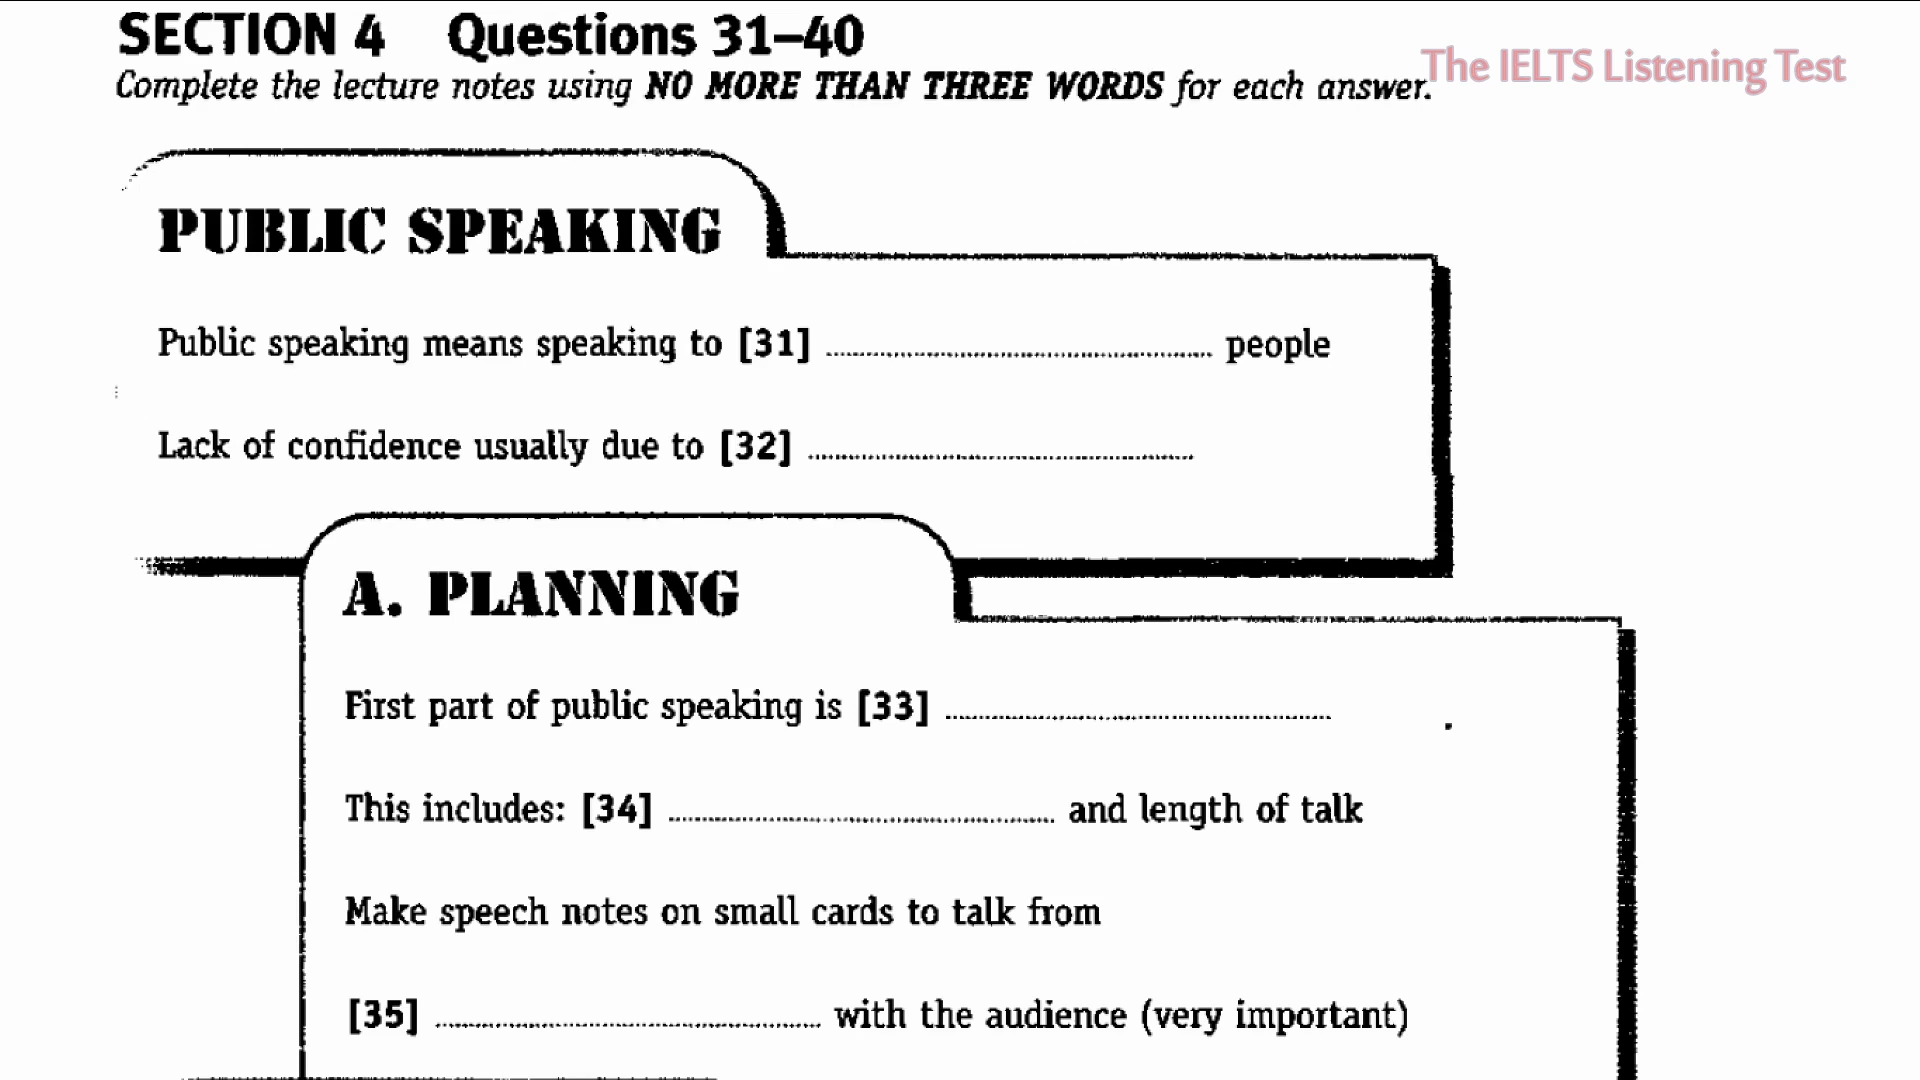 SECTION 4 Questions 31–40
The IELTS Listening Test
Complete the lecture notes using NO MORE THAN THREE WORDS for each answer.
PUBLIC SPEAKING
Public speaking means speaking to [31] ........................ people
Lack of confidence usually due to [32] ........................
A. PLANNING
First part of public speaking is [33] ........................
This includes: [34] ........................ and length of talk
Make speech notes on small cards to talk from
[35] ........................ with the audience (very important)